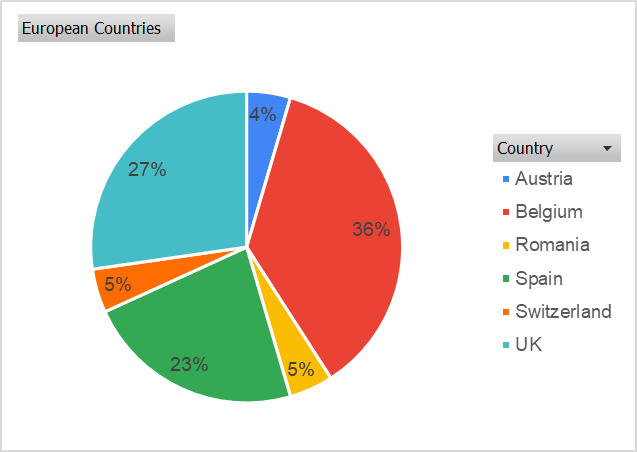 European Countries
4%
27%
36%
5%
5%
23%
Country
Austria
Belgium
Romania
Spain
Switzerland
UK